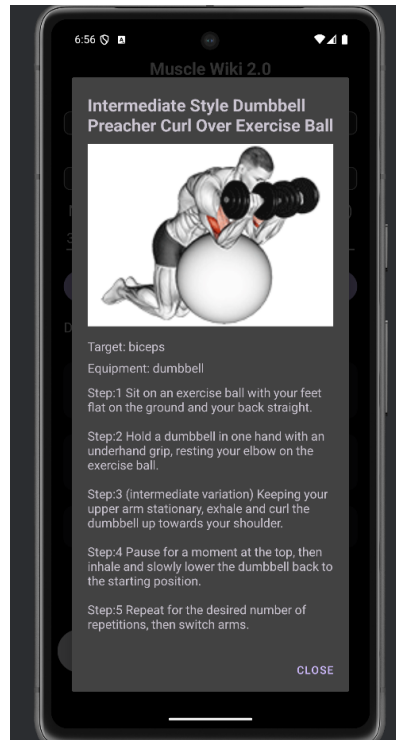 6:56
Muscle Wiki 2.0
Intermediate Style Dumbbell
Preacher Curl Over Exercise Ball
Target: biceps
Equipment: dumbbell
Step:1 Sit on an exercise ball with your feet
flat on the ground and your back straight.
Step:2 Hold a dumbbell in one hand with an
underhand grip, resting your elbow on the
exercise ball.
Step:3 (intermediate variation) Keeping your
upper arm stationary, exhale and curl the
dumbbell up towards your shoulder.
Step:4 Pause for a moment at the top, then
inhale and slowly lower the dumbbell back to
the starting position.
Step:5 Repeat for the desired number of
repetitions, then switch arms.
CLOSE